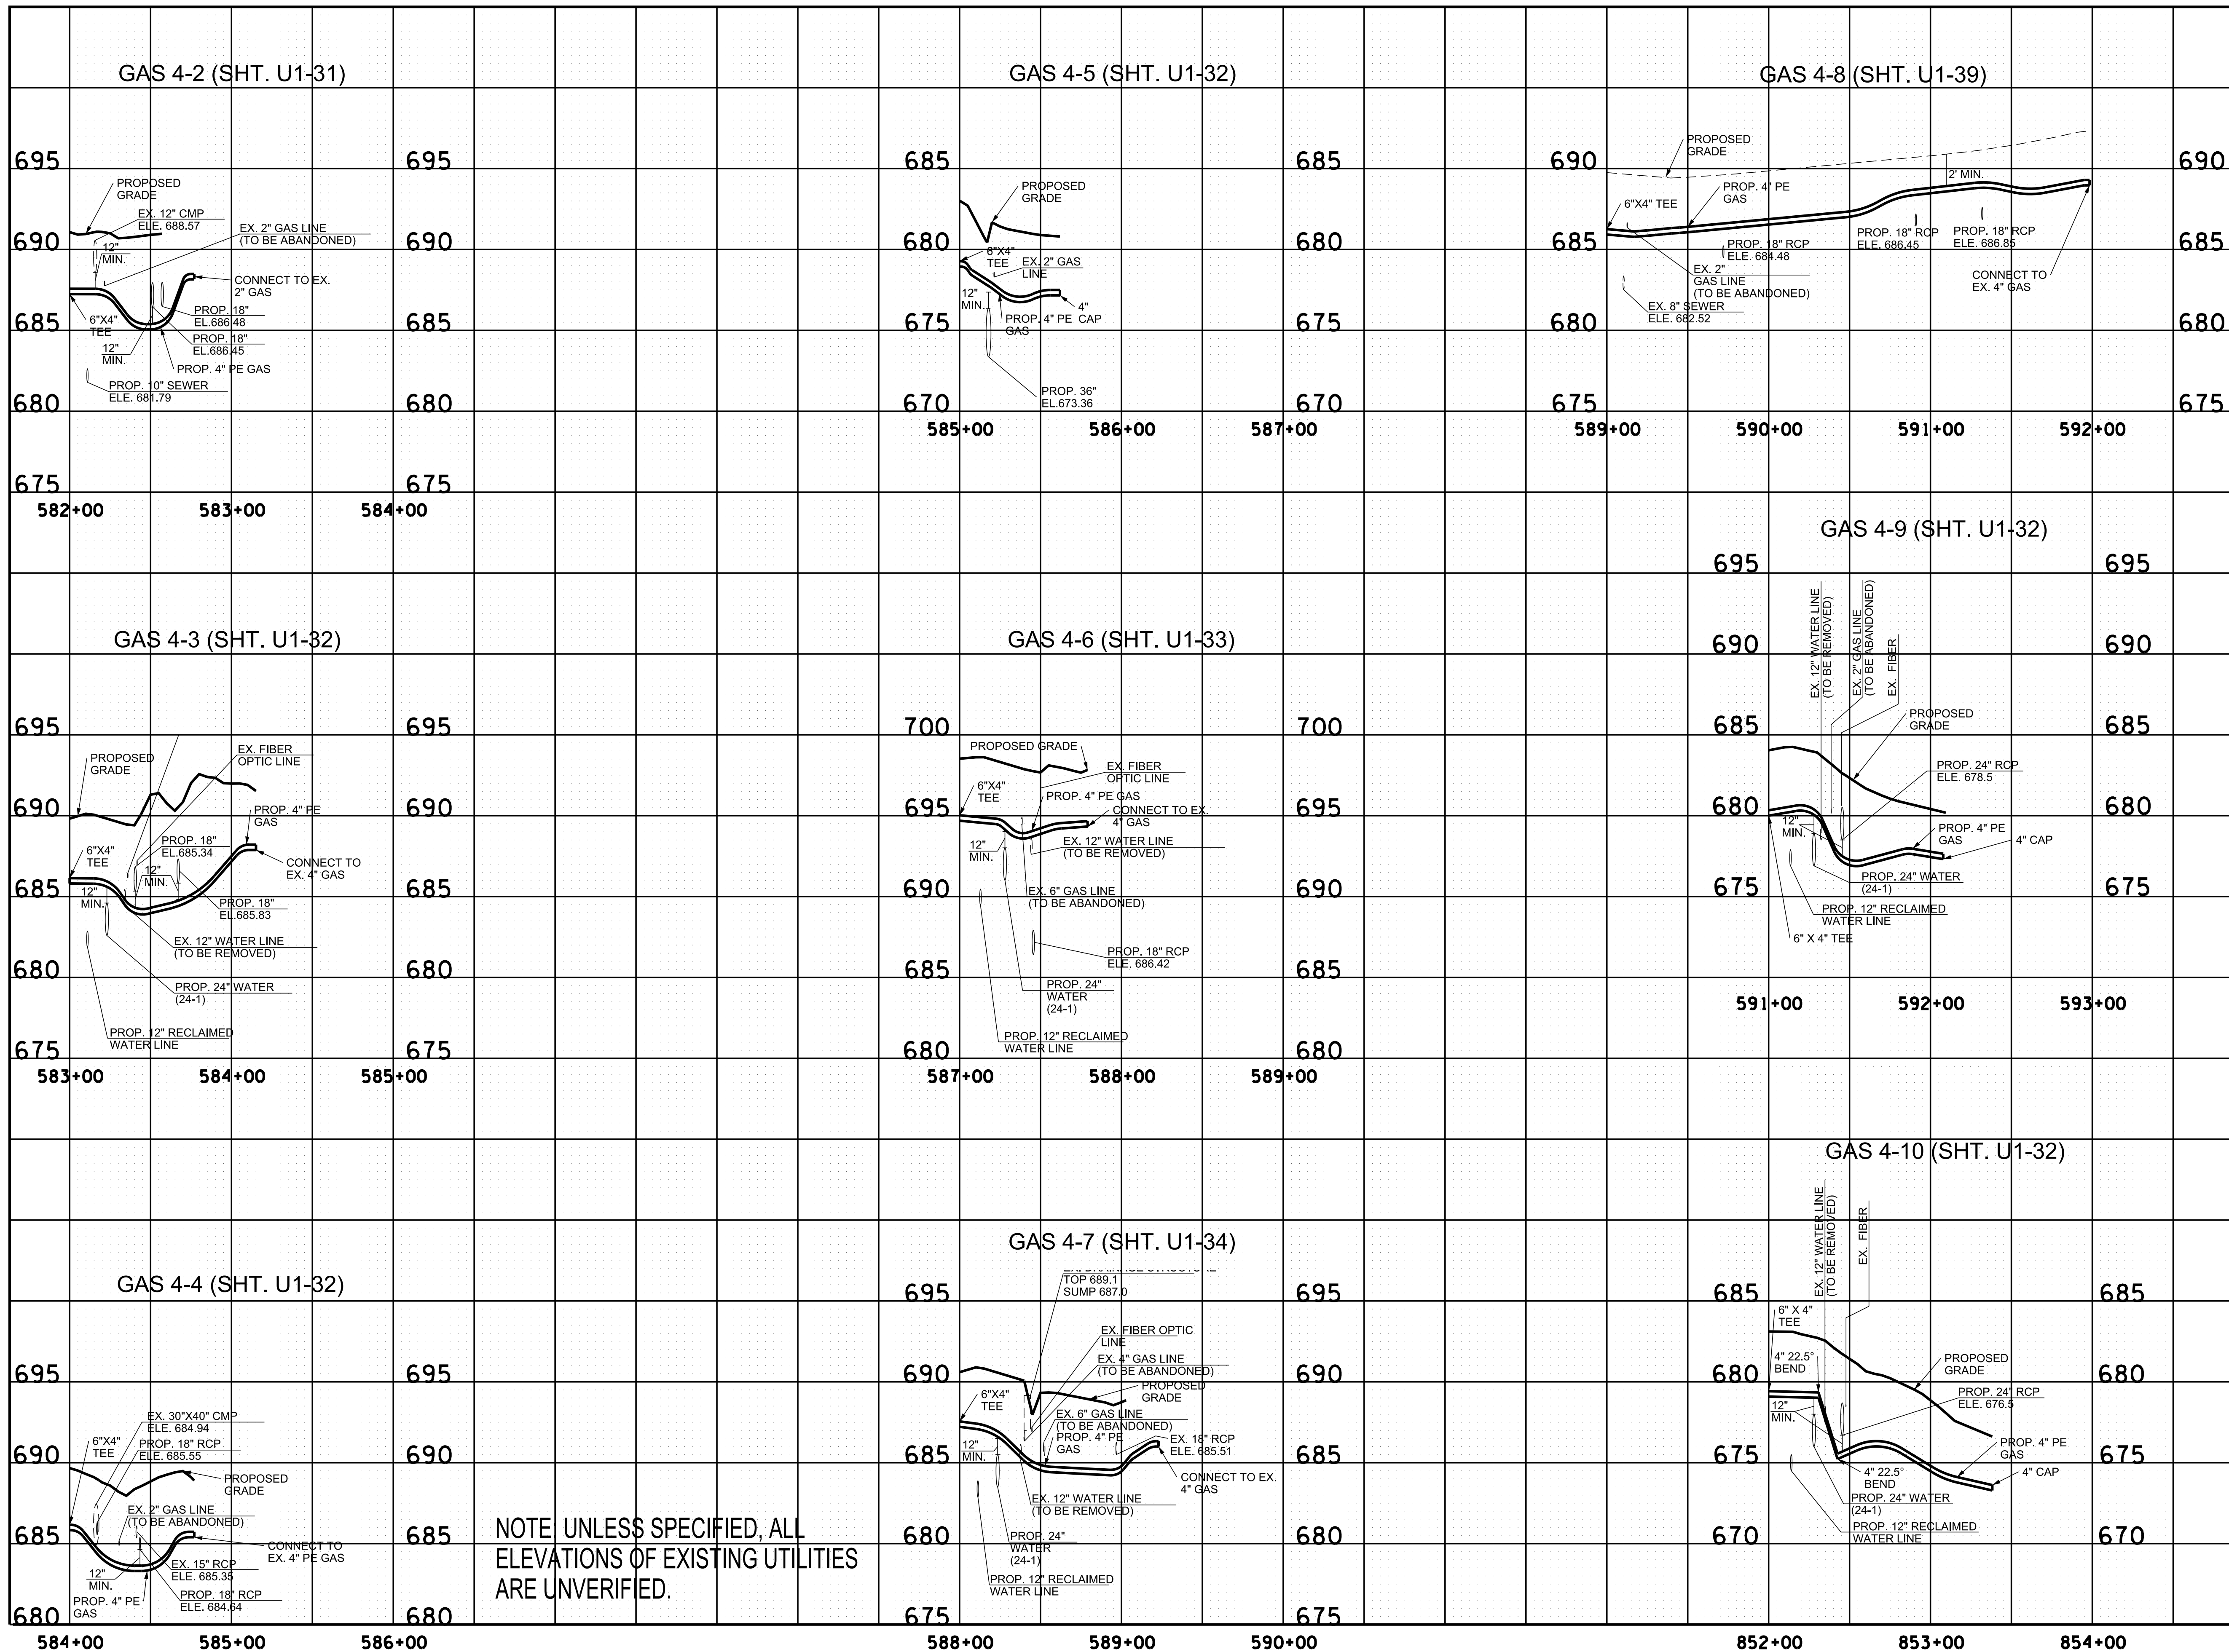 GAS 4-2 (SHT. U1-31)
695
695
PROPOSED
GRADE
EX. 12" CMP
ELE. 688.57
EX. 2" GAS LINE
(TO BE ABANDONED)
690
690
12"
MIN.
CONNECT TO EX.
2" GAS
PROP. 18"
EL.686.48
6"X4"
TEE
685
685
PROP. 18"
EL.686.45
12"
MIN.
PROP. 4" PE GAS
PROP. 10" SEWER
ELE. 681.79
680
680
675
675
582+00
583+00
584+00
GAS 4-3 (SHT. U1-32)
695
695
PROPOSED
GRADE
EX. FIBER
OPTIC LINE
690
690
PROP. 4" PE
GAS
PROP. 18"
EL.685.34
6"X4"
TEE
12"
MIN.
CONNECT TO
EX. 4" GAS
685
685
12"
MIN.
PROP. 18"
EL.685.83
EX. 12" WATER LINE
(TO BE REMOVED)
680
680
PROP. 24" WATER
(24-1)
PROP. 12" RECLAIMED
WATER LINE
675
675
583+00
584+00
585+00
GAS 4-4 (SHT. U1-32)
695
695
EX. 30"X40" CMP
ELE. 684.94
6"X4"
TEE
PROP. 18" RCP
ELE. 685.55
690
690
PROPOSED
GRADE
EX. 2" GAS LINE
(TO BE ABANDONED)
685
685
CONNECT TO
EX. 4" PE GAS
EX. 15" RCP
ELE. 685.35
12"
MIN.
PROP. 4" PE
GAS
PROP. 18" RCP
ELE. 684.64
680
680
584+00
585+00
586+00
NOTE: UNLESS SPECIFIED, ALL
ELEVATIONS OF EXISTING UTILITIES
ARE UNVERIFIED.
GAS 4-5 (SHT. U1-32)
685
685
PROPOSED
GRADE
680
680
6"X4"
TEE
EX. 2" GAS
LINE
12"
MIN.
4"
CAP
PROP. 4" PE
GAS
675
675
PROP. 36"
EL.673.36
670
670
585+00
586+00
587+00
GAS 4-6 (SHT. U1-33)
700
700
PROPOSED GRADE
EX. FIBER
OPTIC LINE
6"X4"
TEE
PROP. 4" PE GAS
CONNECT TO EX.
4" GAS
695
695
12"
MIN.
EX. 12" WATER LINE
(TO BE REMOVED)
690
690
EX. 6" GAS LINE
(TO BE ABANDONED)
PROP. 18" RCP
ELE. 686.42
685
685
PROP. 24"
WATER
(24-1)
PROP. 12" RECLAIMED
WATER LINE
680
680
587+00
588+00
589+00
GAS 4-7 (SHT. U1-34)
EX. DRAINAGE STRUCTURE
TOP 689.1
SUMP 687.0
695
695
EX. FIBER OPTIC
LINE
EX. 4" GAS LINE
(TO BE ABANDONED)
690
690
6"X4"
TEE
PROPOSED
GRADE
EX. 6" GAS LINE
(TO BE ABANDONED)
PROP. 4" PE
GAS
EX. 18" RCP
ELE. 685.51
12"
MIN.
685
685
CONNECT TO EX.
4" GAS
EX. 12" WATER LINE
(TO BE REMOVED)
680
680
PROP. 24"
WATER
(24-1)
PROP. 12" RECLAIMED
WATER LINE
675
675
588+00
589+00
590+00
GAS 4-8 (SHT. U1-39)
690
690
PROPOSED
GRADE
2' MIN.
PROP. 4" PE
GAS
6"X4" TEE
685
685
PROP. 18" RCP
ELE. 684.48
PROP. 18" RCP
ELE. 686.45
PROP. 18" RCP
ELE. 686.85
EX. 2"
GAS LINE
(TO BE ABANDONED)
CONNECT TO
EX. 4" GAS
EX. 8" SEWER
ELE. 682.52
680
680
675
675
589+00
590+00
591+00
592+00
GAS 4-9 (SHT. U1-32)
695
695
EX. 12" WATER LINE
(TO BE REMOVED)
EX. 2" GAS LINE
(TO BE ABANDONED)
EX. FIBER
690
690
685
685
PROPOSED
GRADE
PROP. 24" RCP
ELE. 678.5
680
680
12"
MIN.
PROP. 4" PE
GAS
4" CAP
PROP. 24" WATER
(24-1)
675
675
PROP. 12" RECLAIMED
WATER LINE
6" X 4" TEE
591+00
592+00
593+00
GAS 4-10 (SHT. U1-32)
EX. 12" WATER LINE
(TO BE REMOVED)
EX. FIBER
685
685
6" X 4"
TEE
4" 22.5°
BEND
PROPOSED
GRADE
680
680
PROP. 24" RCP
ELE. 676.5
12"
MIN.
PROP. 4" PE
GAS
675
675
4" 22.5°
BEND
4" CAP
PROP. 24" WATER
(24-1)
PROP. 12" RECLAIMED
WATER LINE
670
670
852+00
853+00
854+00